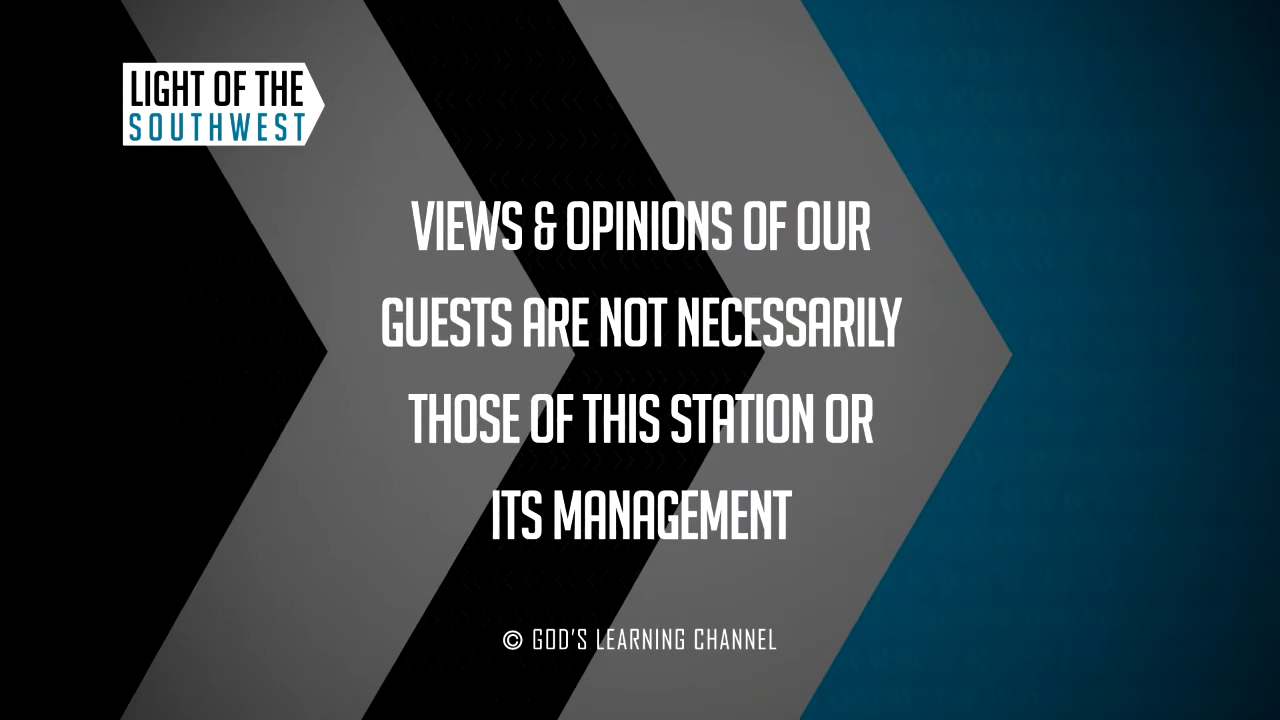 LIGHT OF THE
SOUTHWEST
VIEWS & OPINIONS OF OUR
GUESTS ARE NOT NECESSARILY
THOSE OF THIS STATION OR
ITS MANAGEMENT
© GOD'S LEARNING CHANNEL